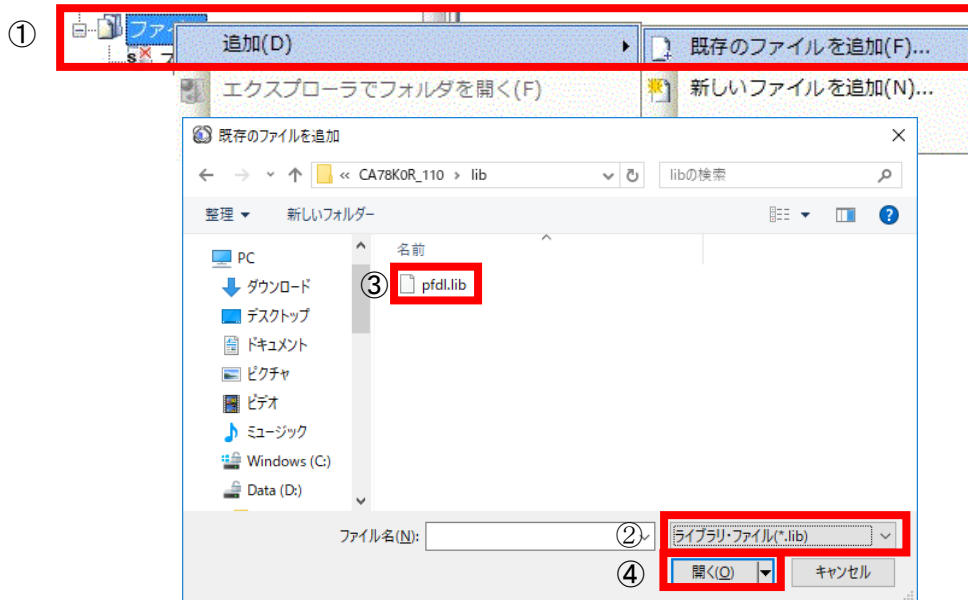 ①
ファイ
追加(D)
既存のファイルを追加(F)...
エクスプローラでフォルダを開く(F)
新しいファイルを追加(N)...
既存のファイルを追加
« CA78K0R_110 › lib
libの検索
整理
新しいフォルダー
PC
ダウンロード
デスクトップ
ドキュメント
ピクチャ
ビデオ
ミュージック
Windows (C:)
Data (D:)
名前
③
pfdl.lib
ファイル名(N):
②
ライブラリ・ファイル(*.lib)
④
開く(O)
キャンセル